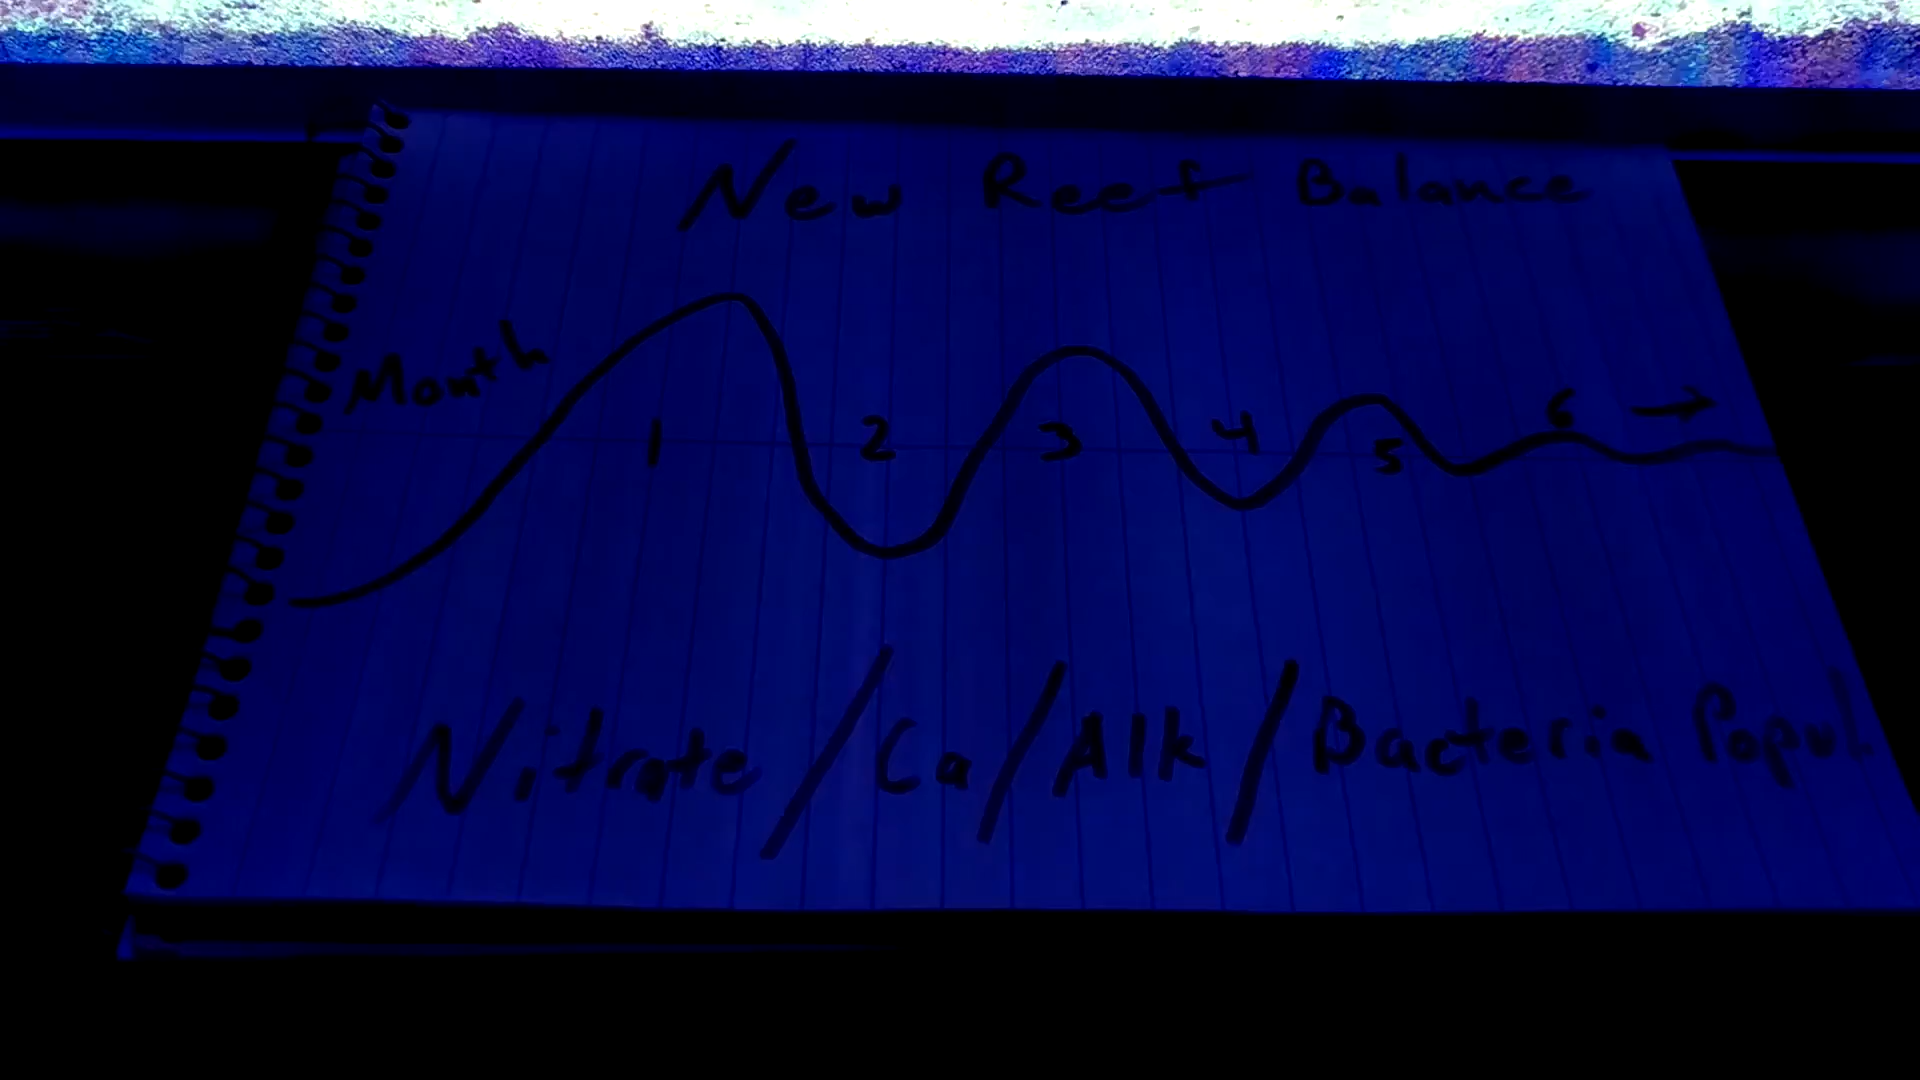 New Reef Balance
Month
1 2 3 4 5 6 →
Nitrate/Ca/Alk/Bacteria Popul